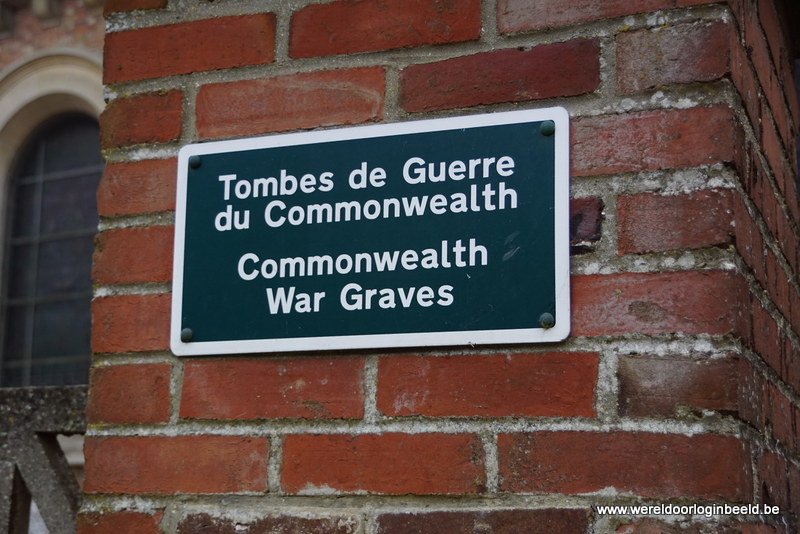 Tombes de Guerre
du Commonwealth
Commonwealth
War Graves
www.wereldoorloginbeeld.be